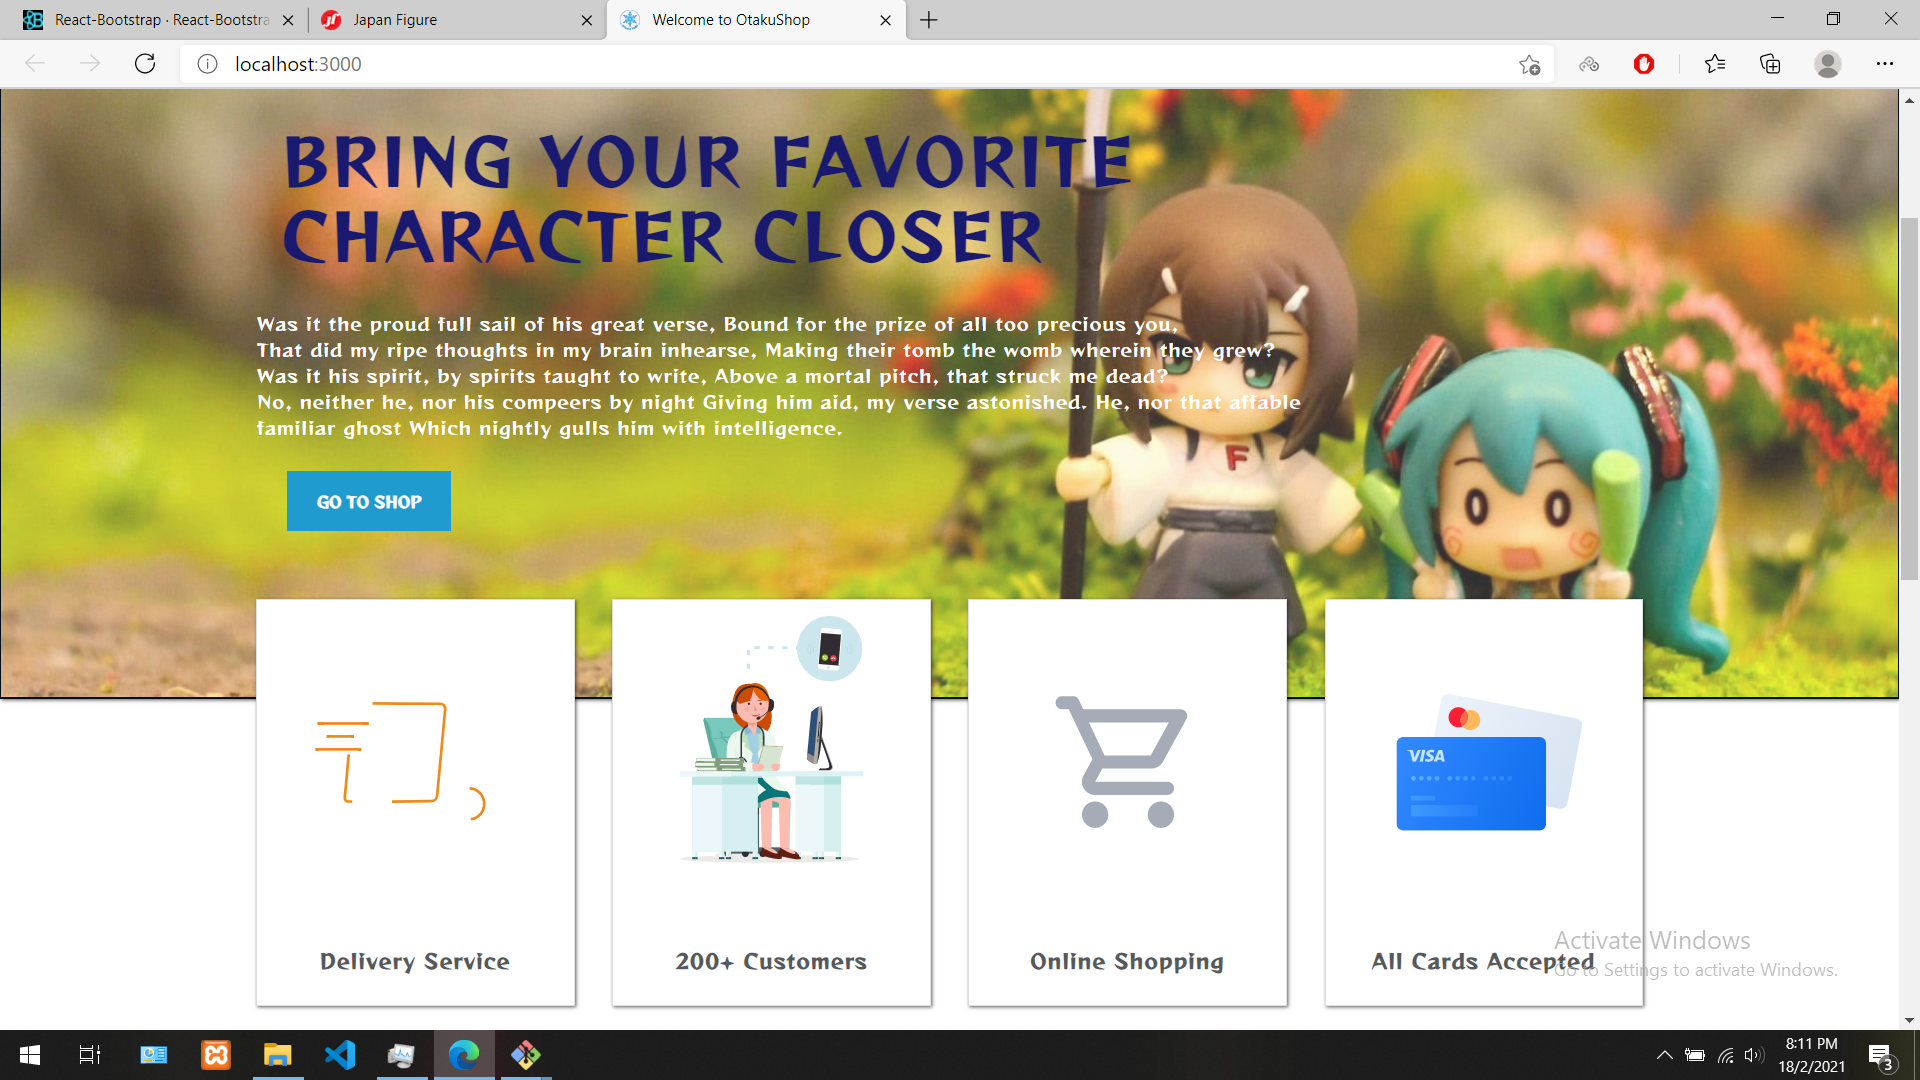 React-Bootstrap · React-Bootstra
Japan Figure
Welcome to OtakuShop
localhost:3000
BRING YOUR FAVORITE
CHARACTER CLOSER
Was it the proud full sail of his great verse, Bound for the prize of all too precious you,
That did my ripe thoughts in my brain inhearse, Making their tomb the womb wherein they grew?
Was it his spirit, by spirits taught to write, Above a mortal pitch, that struck me dead?
No, neither he, nor his compeers by night Giving him aid, my verse astonished. He, nor that affable
familiar ghost Which nightly gulls him with intelligence.
GO TO SHOP
F
VISA
Delivery Service
200+ Customers
Online Shopping
All Cards Accepted
Activate Windows
Go to Settings to activate Windows.
8:11 PM
18/2/2021
3